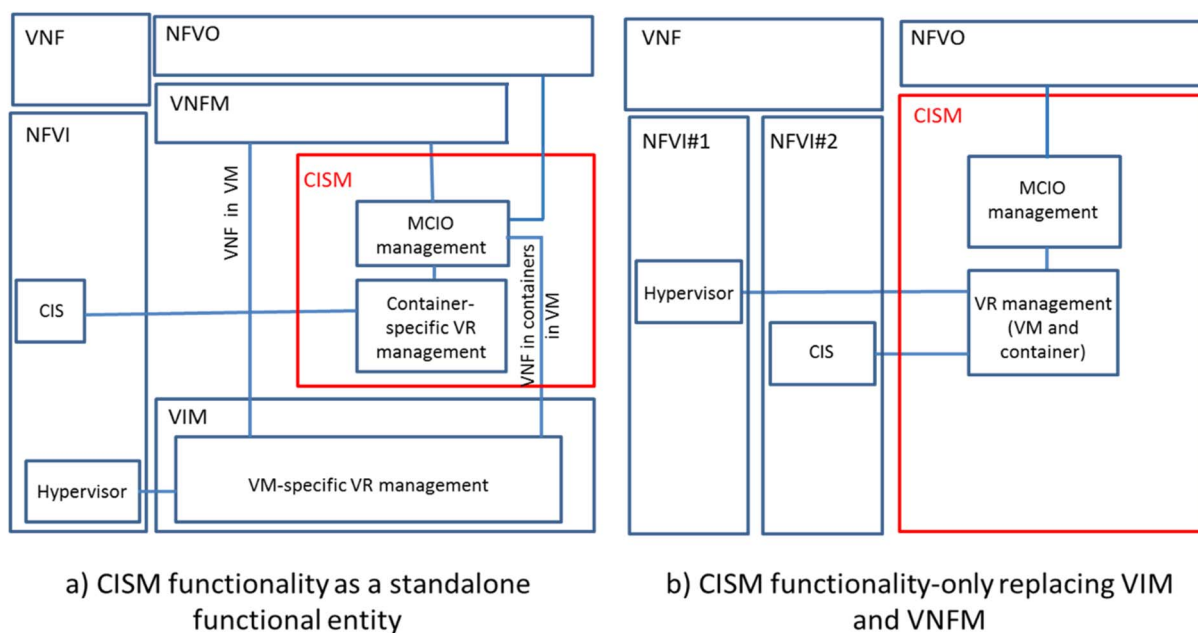 VNF
NFVO
VNFM
NFVI
VNF in VM
CISM
MCIO
management
CIS
Container-
specific VR
management
VNF in containers
in VM
VIM
Hypervisor
VM-specific VR management
a) CISM functionality as a standalone
functional entity
VNF
NFVO
CISM
NFVI#1
NFVI#2
MCIO
management
Hypervisor
VR management
(VM and
container)
CIS
b) CISM functionality-only replacing VIM
and VNFM